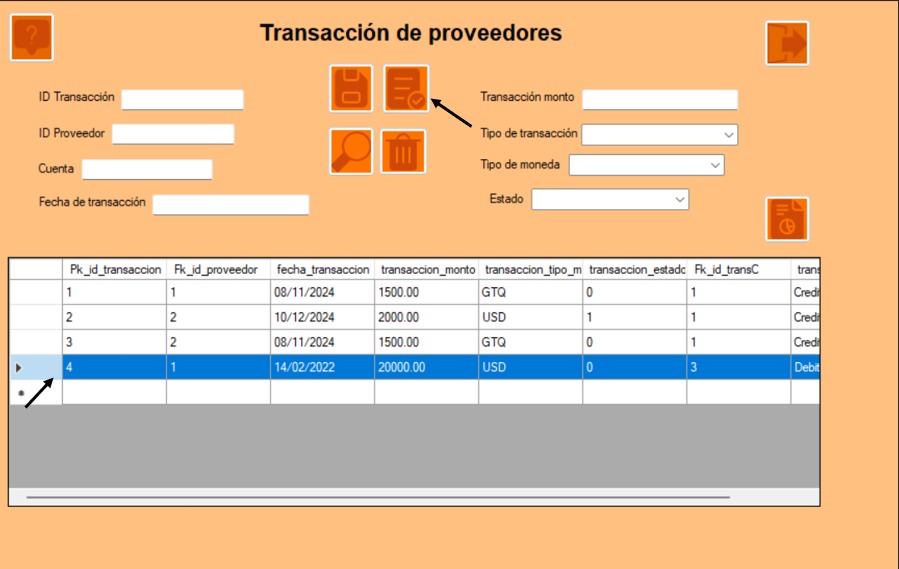 ?
Transacción de proveedores
ID Transacción
Transacción monto
ID Proveedor
Tipo de transacción
Cuenta
Tipo de moneda
Fecha de transacción
Estado
Pk_id_transaccion Fk_id_proveedor fecha_transaccion transaccion_monto transaccion_tipo_m transaccion_estado Fk_id_transC trans
1 1 08/11/2024 1500.00 GTQ 0 1 Credi
2 2 10/12/2024 2000.00 USD 1 1 Credi
3 2 08/11/2024 1500.00 GTQ 0 1 Credi
4 1 14/02/2022 20000.00 USD 0 3 Debit